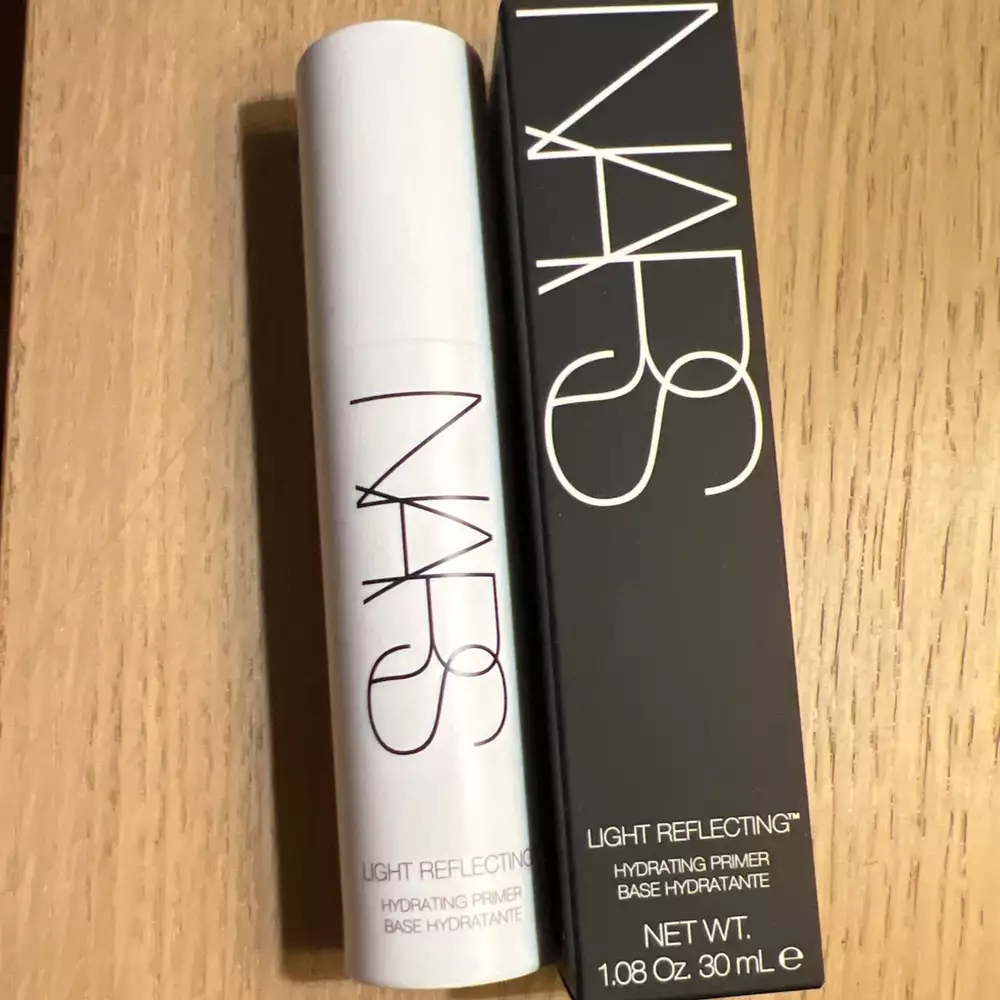 NARS
LIGHT REFLECTING
HYDRATING PRIMER
BASE HYDRATANTE
NARS
LIGHT REFLECTING™
HYDRATING PRIMER
BASE HYDRATANTE
NET WT.
1.08 Oz. 30 mL ℮